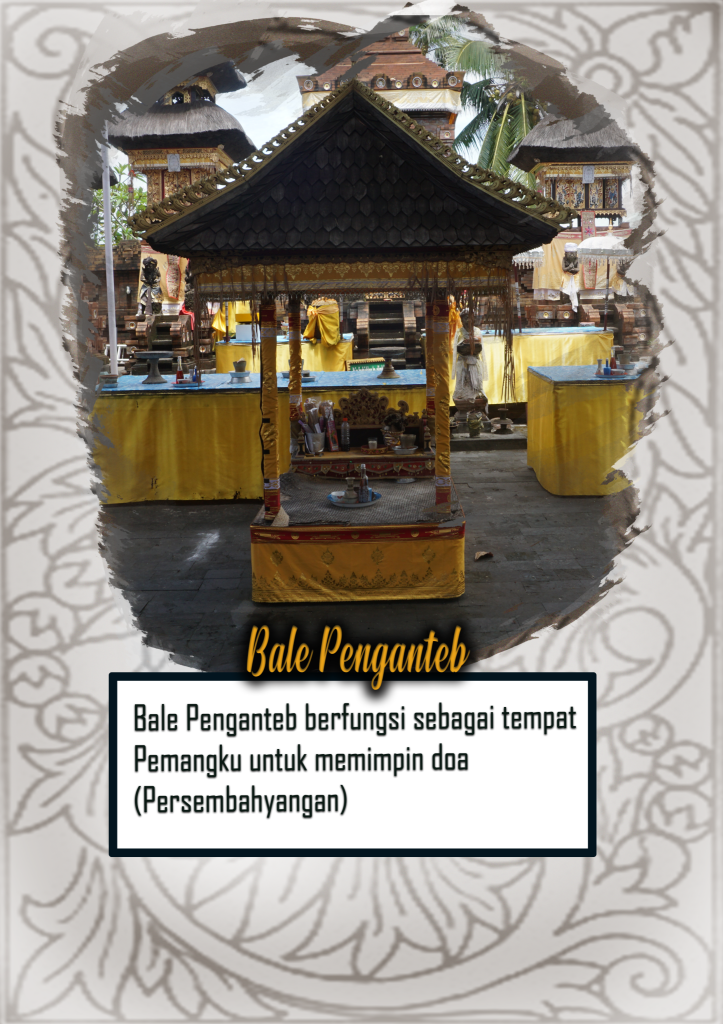 Bale Penganteb
Bale Penganteb berfungsi sebagai tempat
Pemangku untuk memimpin doa
(Persembahyangan)